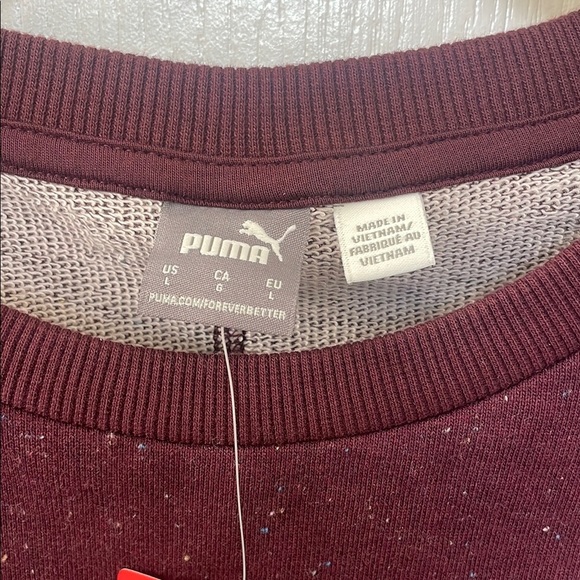 PUMA
US CA EU
L G L
PUMA.COM/FOREVERBETTER
MADE IN
VIETNAM/
FABRIQUÉ AU
VIETNAM